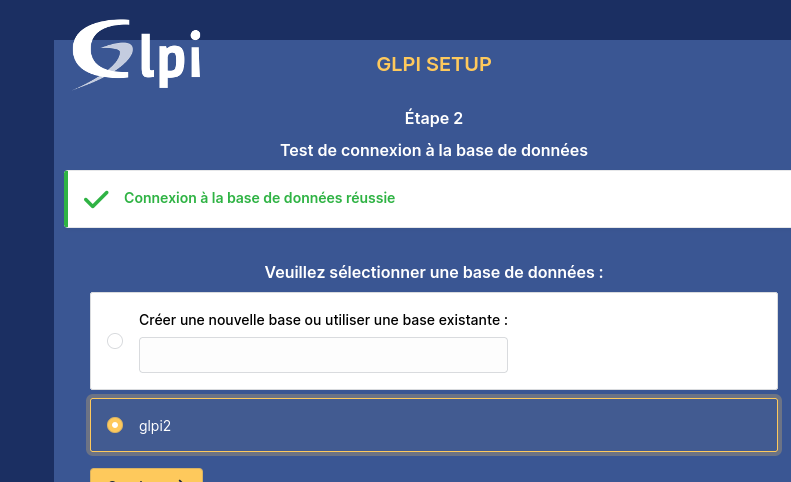 Glpi
GLPI SETUP
Étape 2
Test de connexion à la base de données
Connexion à la base de données réussie
Veuillez sélectionner une base de données :
Créer une nouvelle base ou utiliser une base existante :
glpi2